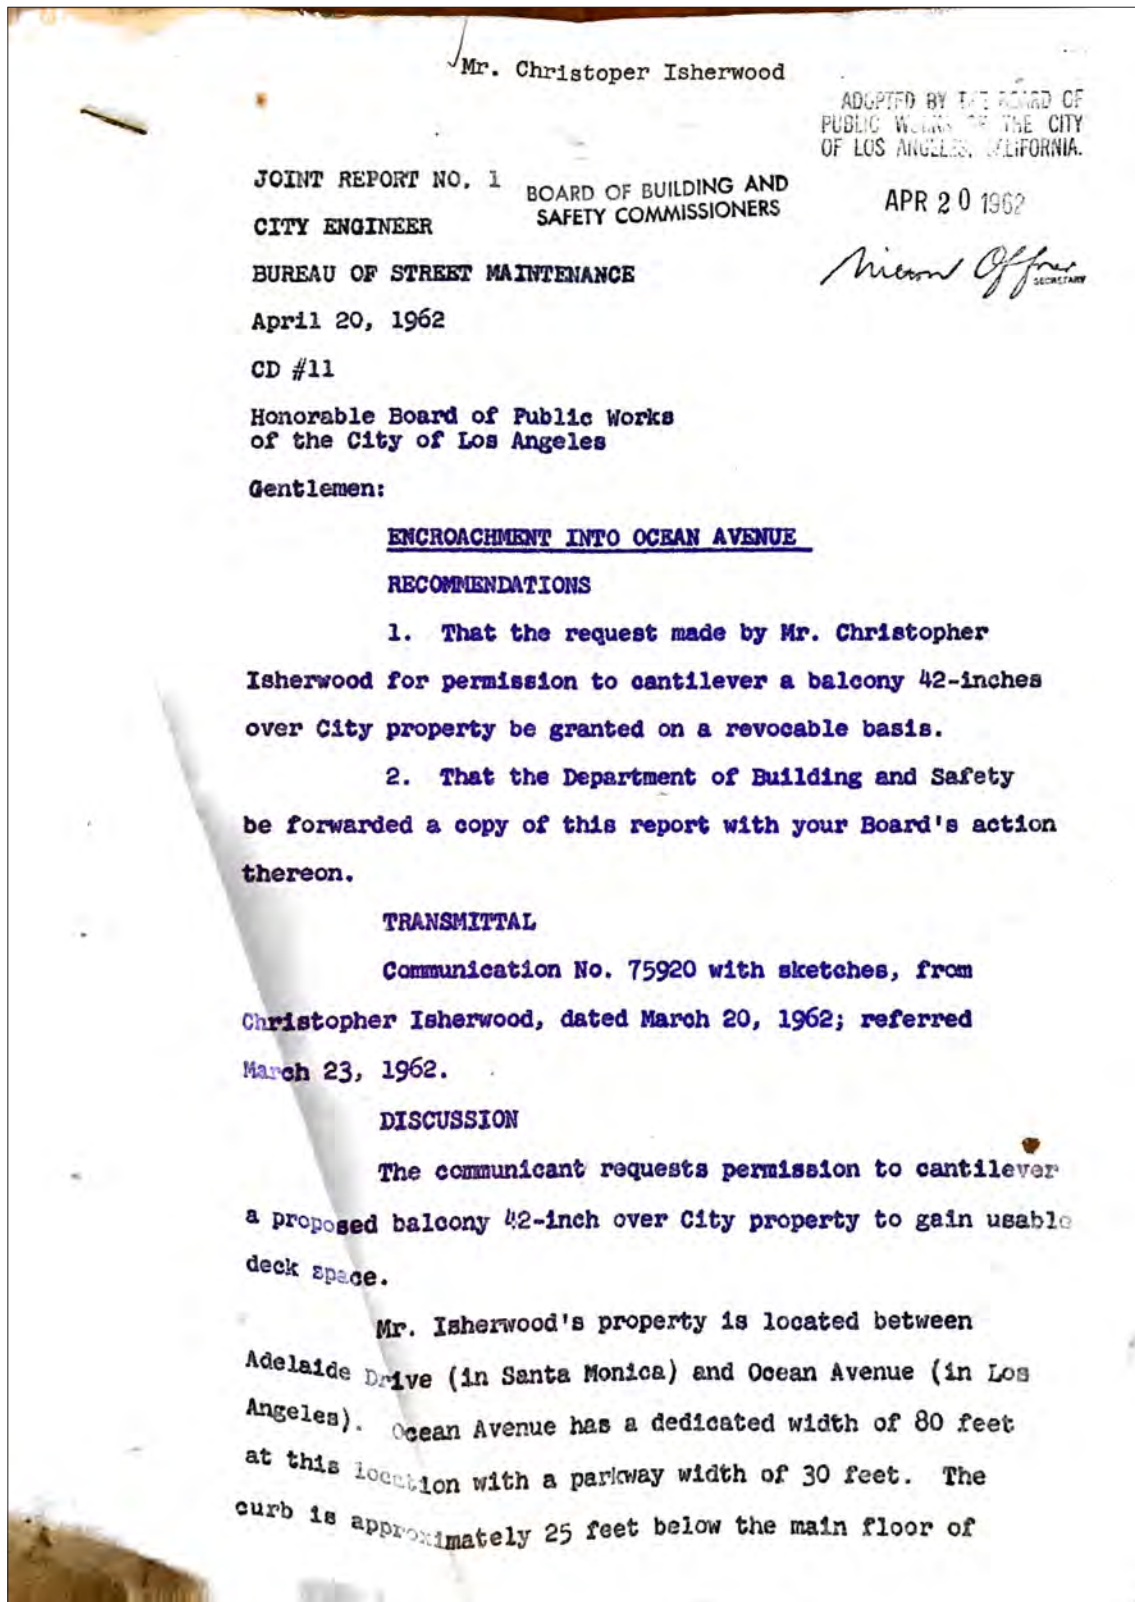 Mr. Christoper Isherwood
ADOPTED BY THE BOARD OF
PUBLIC WORKS OF THE CITY
OF LOS ANGELES, CALIFORNIA.
APR 20 1962
SECRETARY
JOINT REPORT NO. 1
BOARD OF BUILDING AND
SAFETY COMMISSIONERS
CITY ENGINEER
BUREAU OF STREET MAINTENANCE
April 20, 1962
CD #11
Honorable Board of Public Works
of the City of Los Angeles
Gentlemen:
ENCROACHMENT INTO OCEAN AVENUE
RECOMMENDATIONS
1. That the request made by Mr. Christopher
Isherwood for permission to cantilever a balcony 42-inches
over City property be granted on a revocable basis.
2. That the Department of Building and Safety
be forwarded a copy of this report with your Board's action
thereon.
TRANSMITTAL
Communication No. 75920 with sketches, from
Christopher Isherwood, dated March 20, 1962; referred
March 23, 1962.
DISCUSSION
The communicant requests permission to cantilever
a proposed balcony 42-inch over City property to gain usable
deck space.
Mr. Isherwood's property is located between
Adelaide Drive (in Santa Monica) and Ocean Avenue (in Los
Angeles). Ocean Avenue has a dedicated width of 80 feet
at this location with a parkway width of 30 feet. The
curb is approximately 25 feet below the main floor of